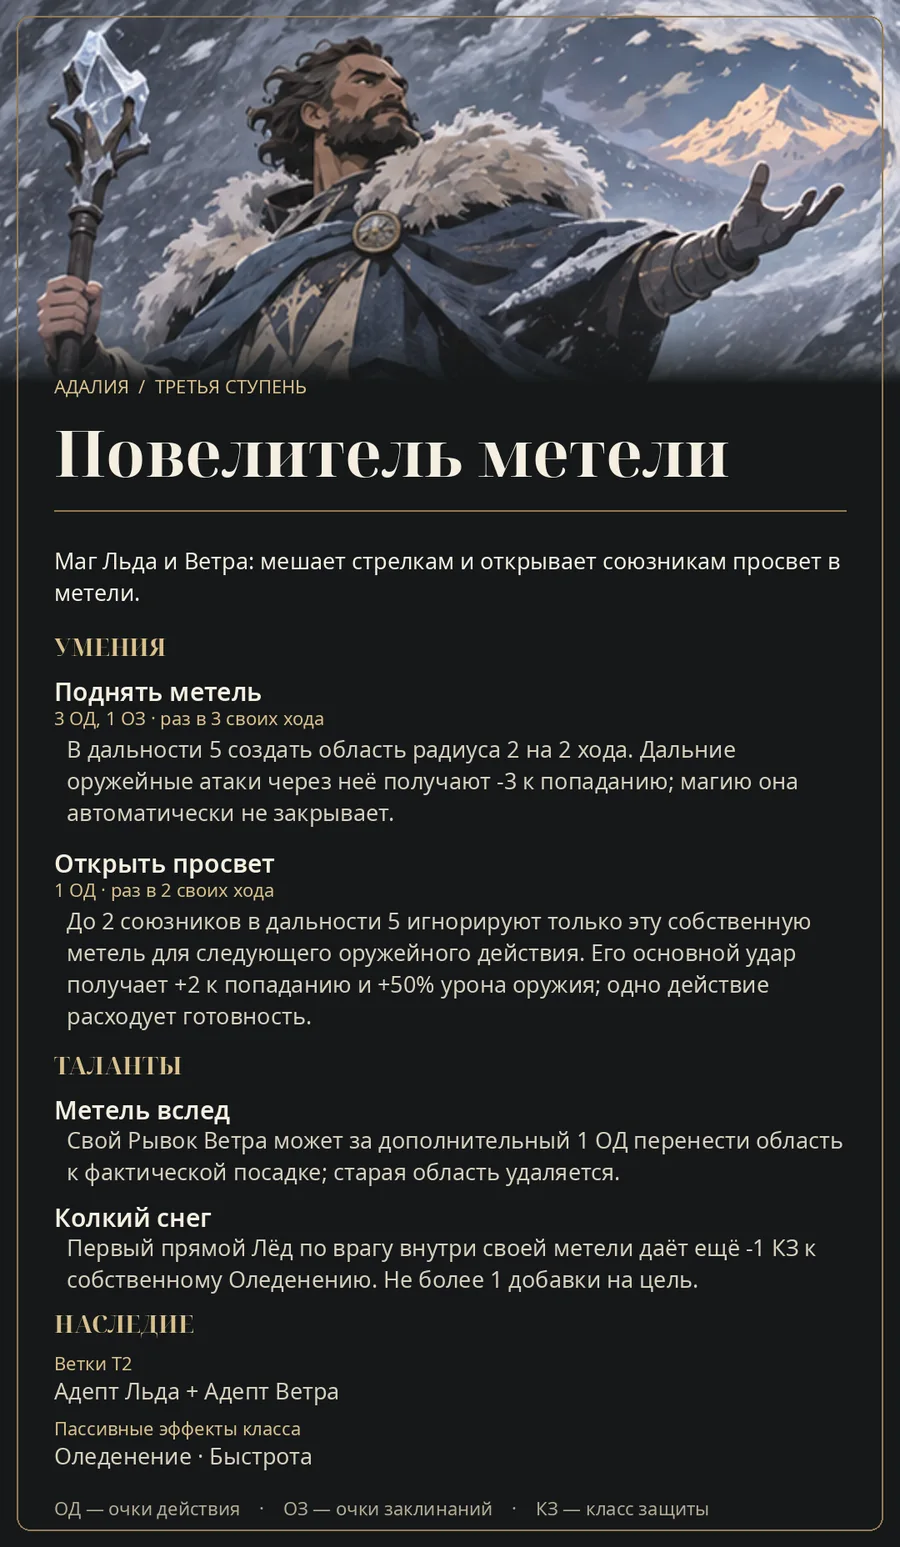 АДАЛИЯ / ТРЕТЬЯ СТУПЕНЬ
Повелитель метели
Маг Льда и Ветра: мешает стрелкам и открывает союзникам просвет в
метели.
УМЕНИЯ
Поднять метель
3 ОД, 1 ОЗ · раз в 3 своих хода
В дальности 5 создать область радиуса 2 на 2 хода. Дальние
оружейные атаки через неё получают -3 к попаданию; магию она
автоматически не закрывает.
Открыть просвет
1 ОД · раз в 2 своих хода
До 2 союзников в дальности 5 игнорируют только эту собственную
метель для следующего оружейного действия. Его основной удар
получает +2 к попаданию и +50% урона оружия; одно действие
расходует готовность.
ТАЛАНТЫ
Метель вслед
Свой Рывок Ветра может за дополнительный 1 ОД перенести область
к фактической посадке; старая область удаляется.
Колкий снег
Первый прямой Лёд по врагу внутри своей метели даёт ещё -1 КЗ к
собственному Оледенению. Не более 1 добавки на цель.
НАСЛЕДИЕ
Ветки Т2
Адепт Льда + Адепт Ветра
Пассивные эффекты класса
Оледенение · Быстрота
ОД — очки действия · ОЗ — очки заклинаний · КЗ — класс защиты